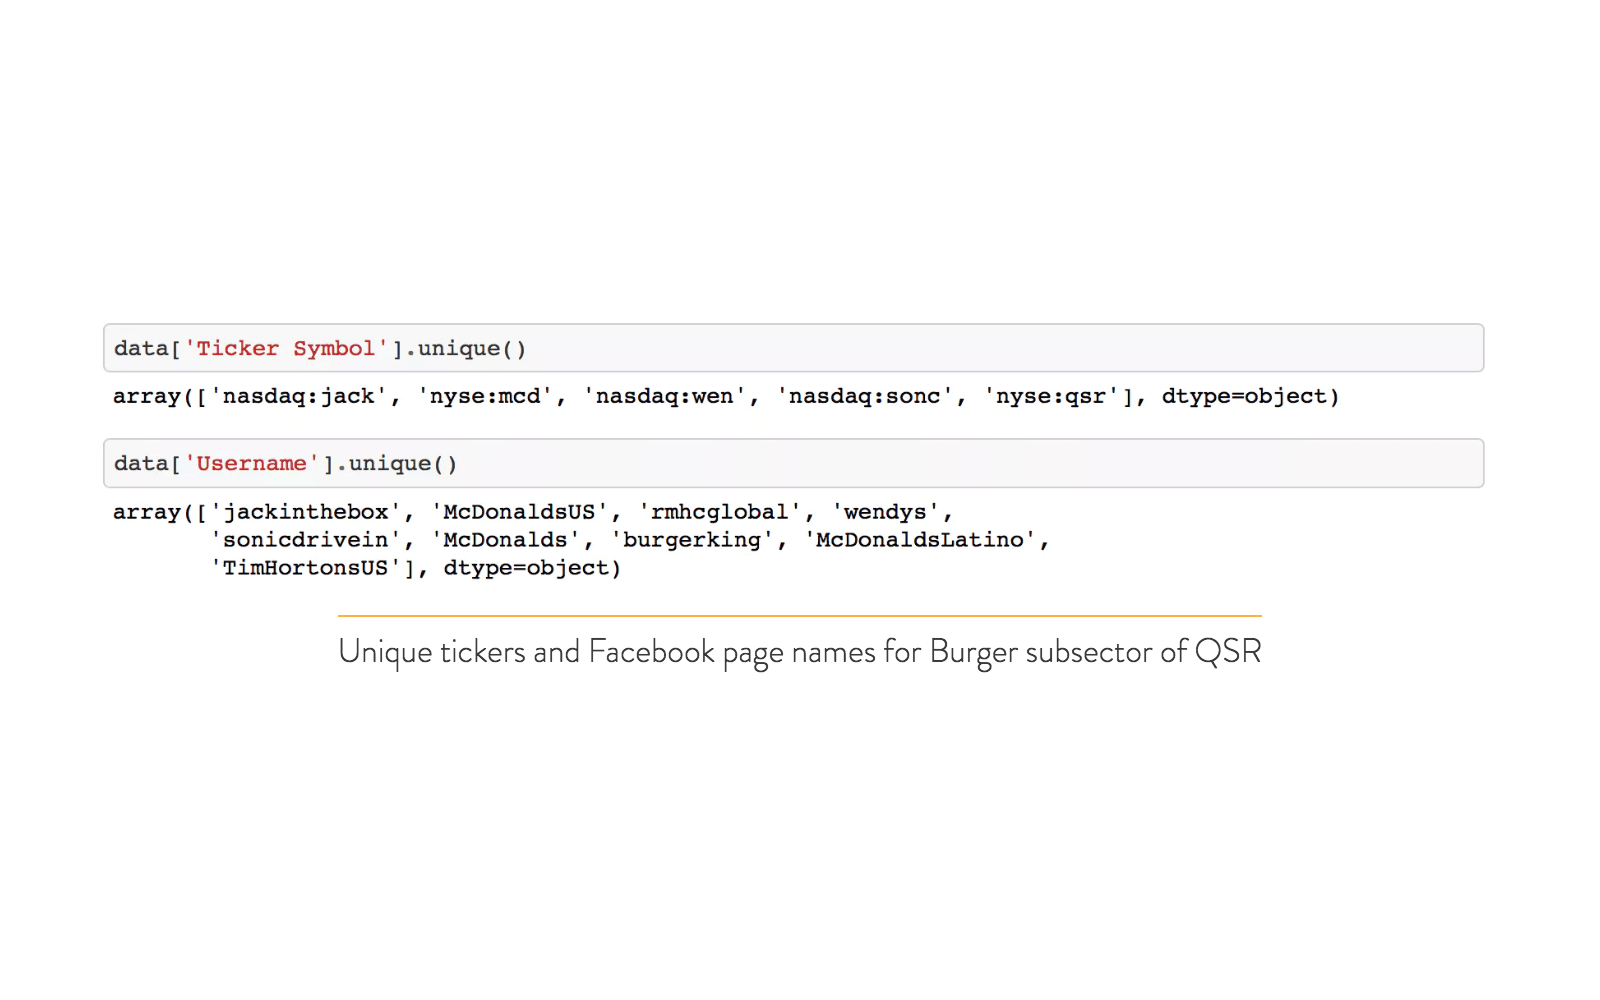 data['Ticker Symbol'].unique()
array(['nasdaq:jack', 'nyse:mcd', 'nasdaq:wen', 'nasdaq:sonc', 'nyse:qsr'], dtype=object)
data['Username'].unique()
array(['jackinthebox', 'McDonaldsUS', 'rmhcglobal', 'wendys',
'sonicdrivein', 'McDonalds', 'burgerking', 'McDonaldsLatino',
'TimHortonsUS'], dtype=object)
Unique tickers and Facebook page names for Burger subsector of QSR